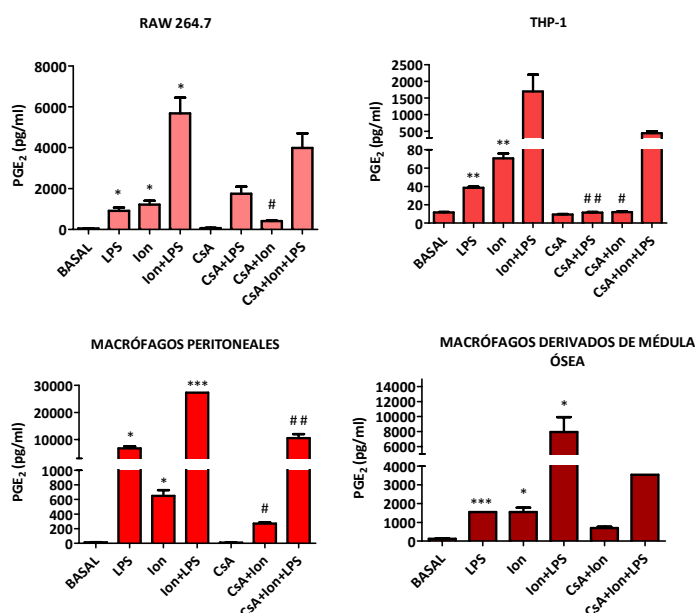 RAW 264.7
PGE2 (pg/ml)
8000
6000
4000
2000
0
*
*
*
#
BASAL
LPS
Ion
Ion+LPS
CsA
CsA+LPS
CsA+Ion
CsA+Ion+LPS
THP-1
PGE2 (pg/ml)
2500
2000
1500
1000
500
80
60
40
20
0
**
**
##
#
BASAL
LPS
Ion
Ion+LPS
CsA
CsA+LPS
CsA+Ion
CsA+Ion+LPS
MACRÓFAGOS PERITONEALES
PGE2 (pg/ml)
30000
20000
10000
1000
800
600
400
200
0
*
*
***
#
##
BASAL
LPS
Ion
Ion+LPS
CsA
CsA+Ion
CsA+Ion+LPS
MACRÓFAGOS DERIVADOS DE MÉDULA
ÓSEA
PGE2 (pg/ml)
14000
12000
10000
8000
6000
4000
3000
2000
1000
0
***
*
*
BASAL
LPS
Ion
Ion+LPS
CsA+Ion
CsA+Ion+LPS